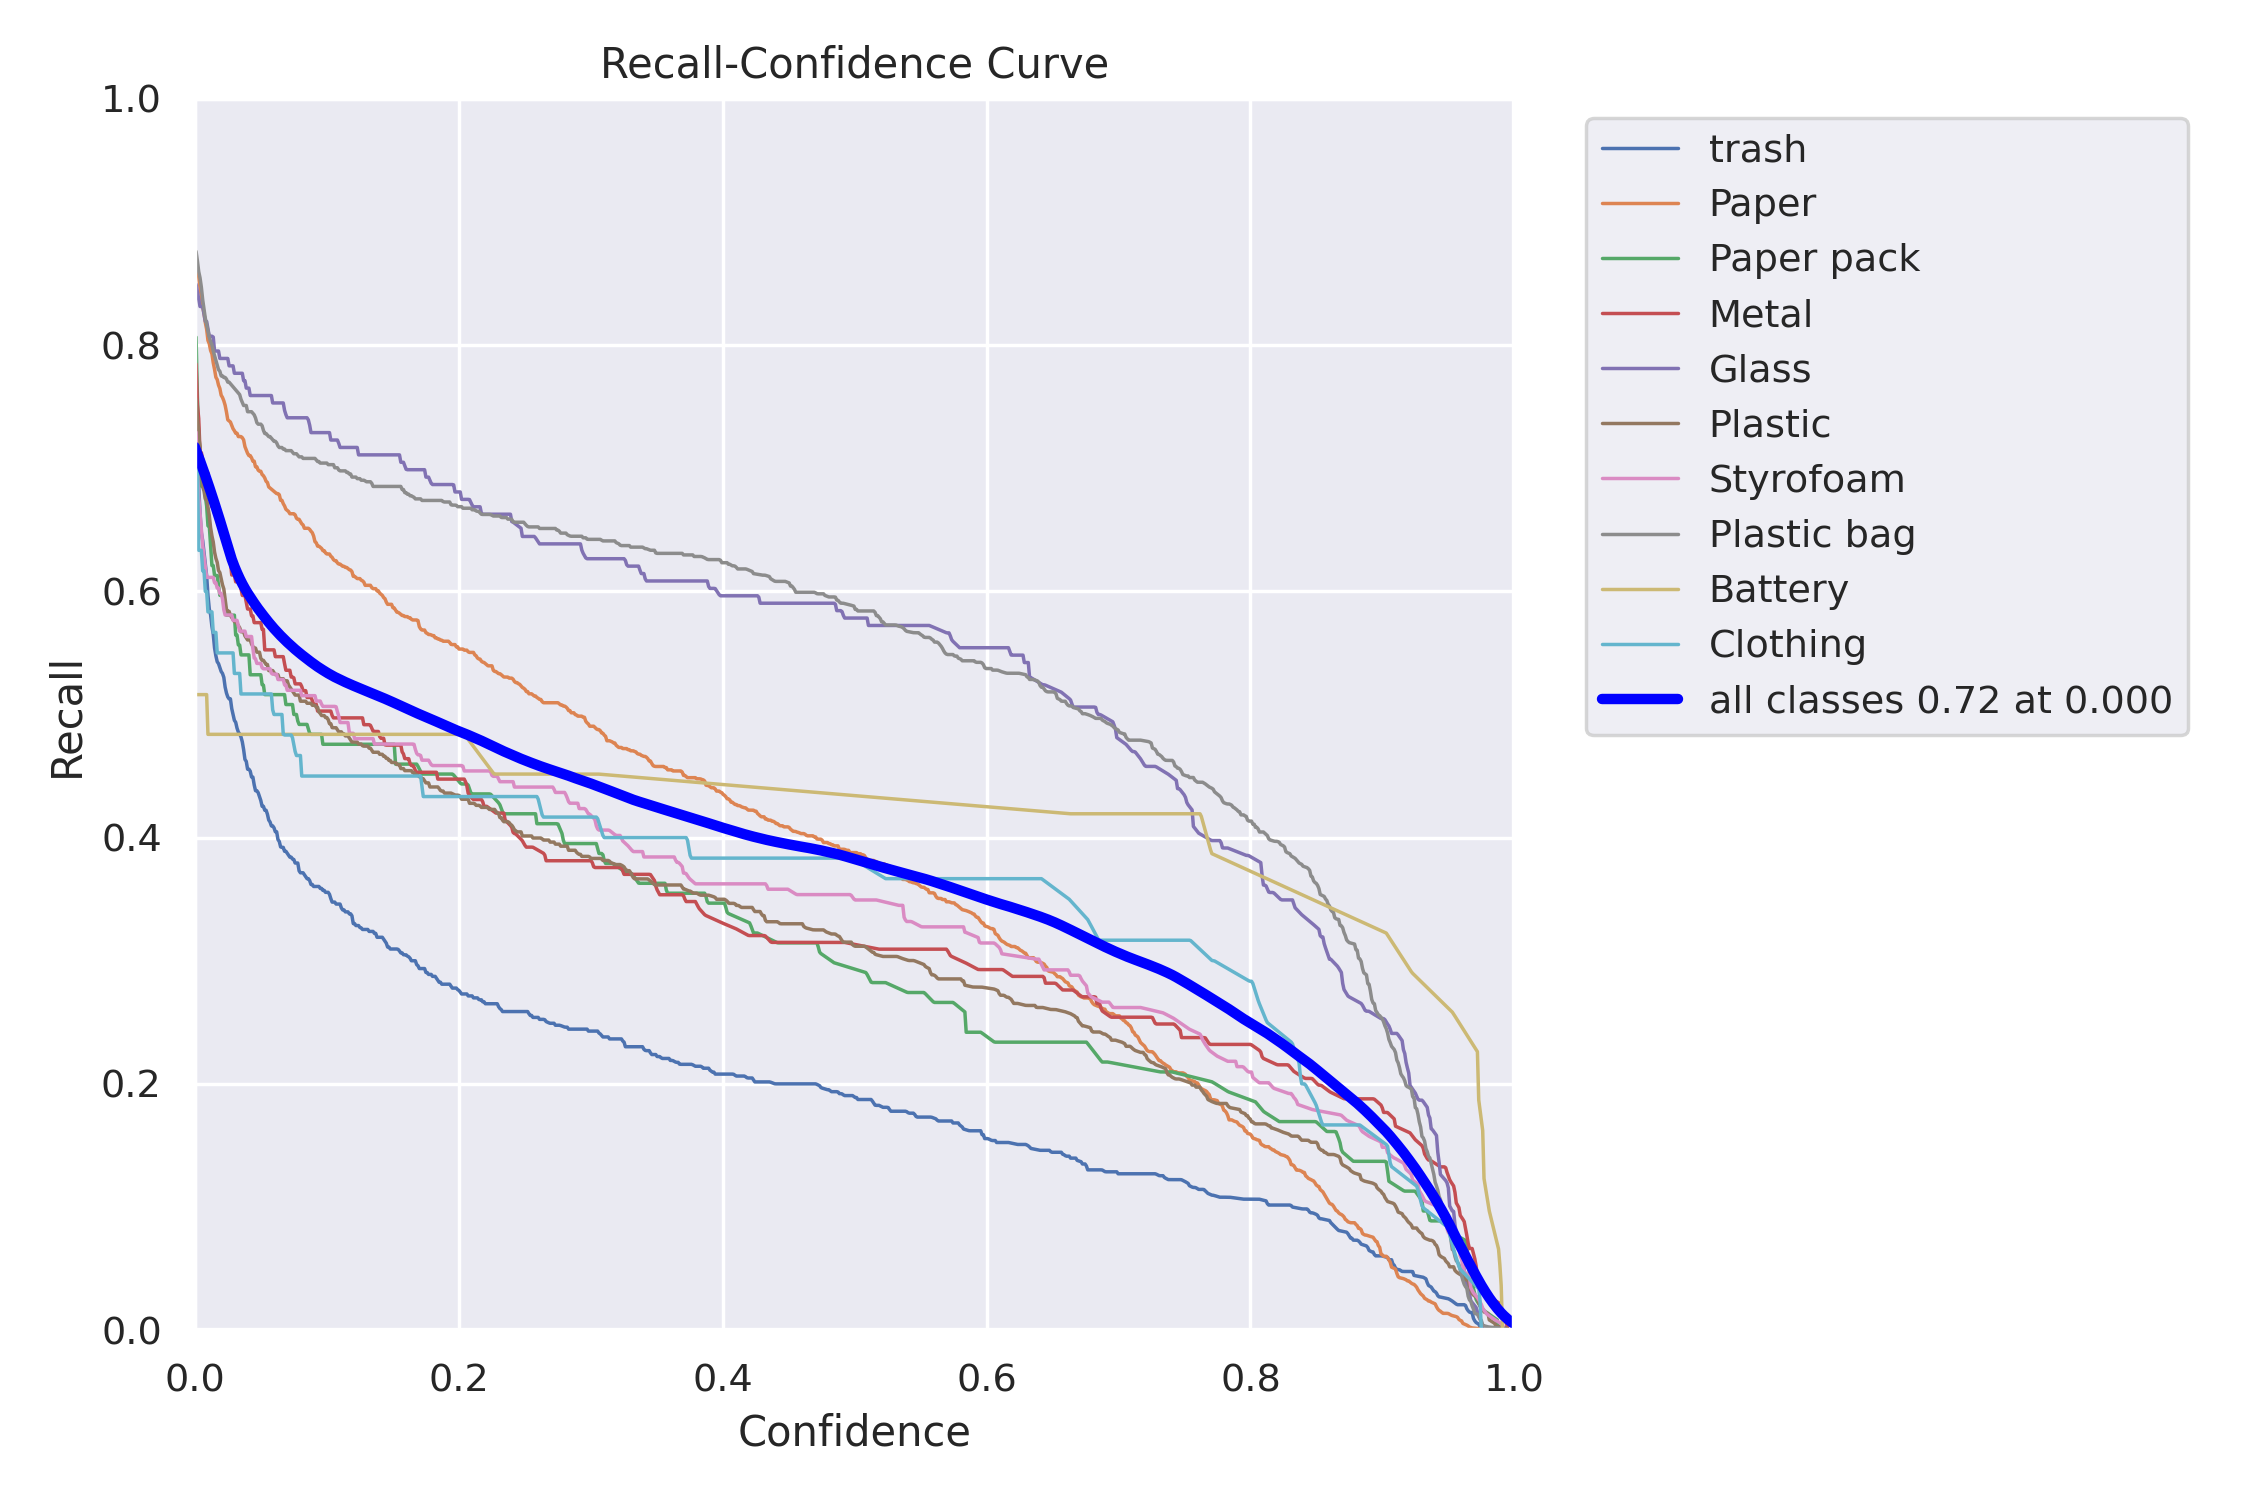 Recall-Confidence Curve
1.0
0.8
0.6
0.4
0.2
0.0
Recall
0.0 0.2 0.4 0.6 0.8 1.0
Confidence
trash
Paper
Paper pack
Metal
Glass
Plastic
Styrofoam
Plastic bag
Battery
Clothing
all classes 0.72 at 0.000